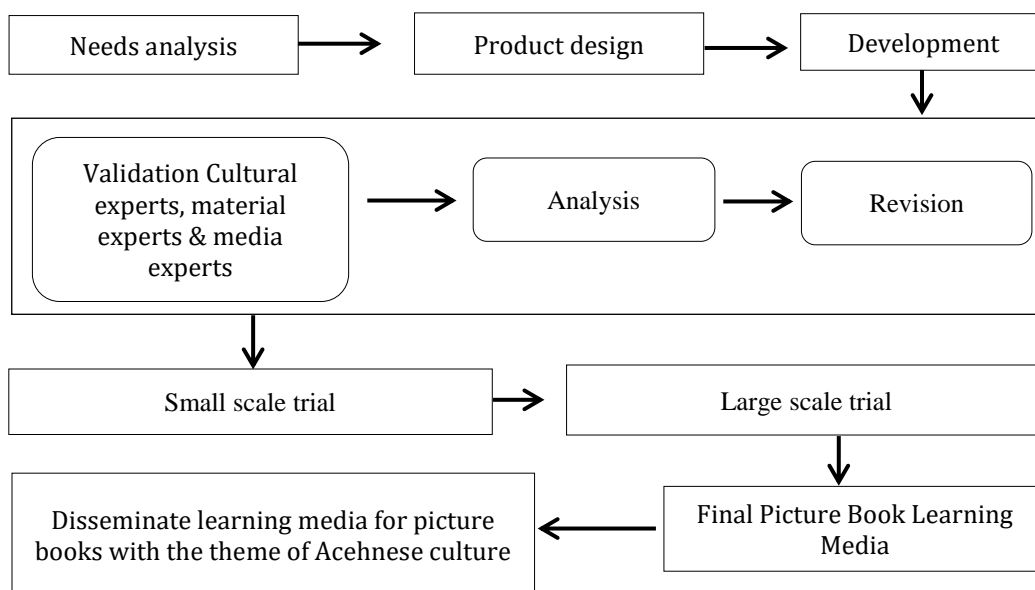 Needs analysis
Product design
Development
Validation Cultural
experts, material
experts & media
experts
Analysis
Revision
Small scale trial
Large scale trial
Final Picture Book Learning
Media
Disseminate learning media for picture
books with the theme of Acehnese culture